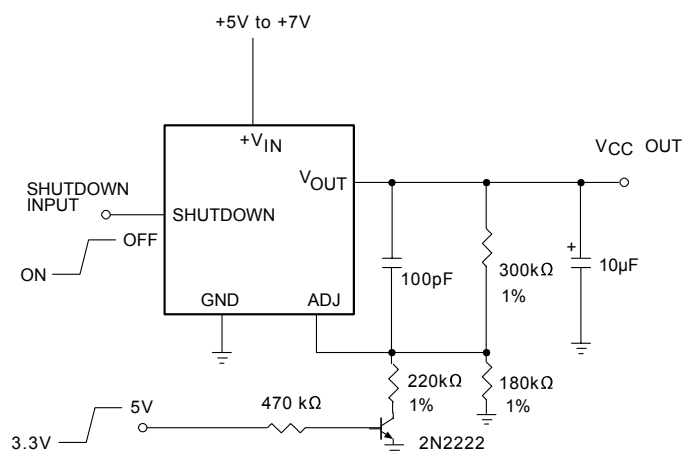 +5V to +7V
+VIN
VCC OUT
VOUT
SHUTDOWN
INPUT
SHUTDOWN
OFF
ON
300kΩ
1%
10µF
+
100pF
GND
ADJ
220kΩ
1%
180kΩ
1%
470 kΩ
5V
3.3V
2N2222